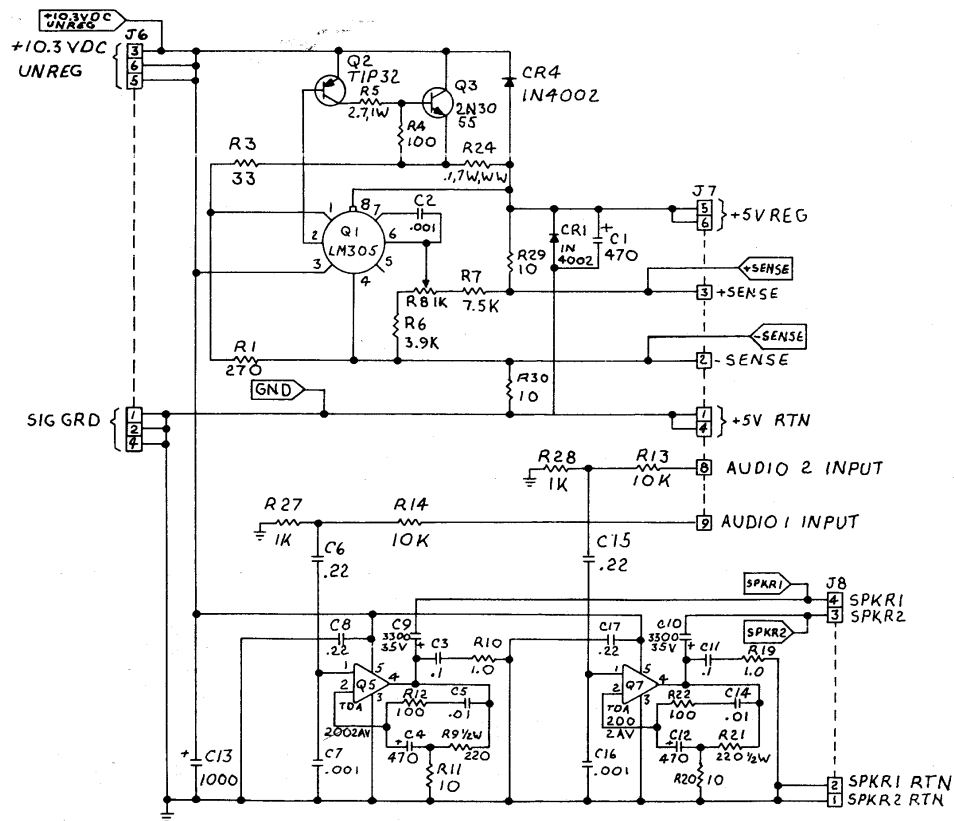 +10.3VDC
UNREG
J6
+10.3 VDC
UNREG
3
6
5
Q2
TIP32
R5
2.7,1W
R4
100
Q3
2N30
55
CR4
1N4002
R3
33
R24
.1,7W,WW
1
8
7
2
Q1
LM305
6
3
4
5
C2
.001
R8 1K
R7
7.5K
R6
3.9K
R29
10
CR1
1N
4002
+
C1
470
J7
5
6
+5V REG
+SENSE
3
+SENSE
-SENSE
2
-SENSE
R1
270
GND
R30
10
SIG GRD
1
2
4
1
4
+5V RTN
R28
1K
R13
10K
8
AUDIO 2 INPUT
R27
1K
R14
10K
9
AUDIO 1 INPUT
C6
.22
C15
.22
SPKR1
J8
4
SPKR1
3
SPKR2
SPKR2
C8
.22
C9
3300
35V
+
C3
.1
R10
1.0
C17
.22
C10
3300
35V
+
C11
.1
R19
1.0
1
2
5
4
3
Q5
TDA
2002AV
R12
100
C5
.01
+
C4
470
R9 1/2W
220
R11
10
C7
.001
1
2
5
4
3
Q7
TDA
200
2AV
R22
100
C14
.01
+
C12
470
R21
220 1/2W
R20
10
C16
.001
+
C13
1000
2
SPKR1 RTN
1
SPKR2 RTN